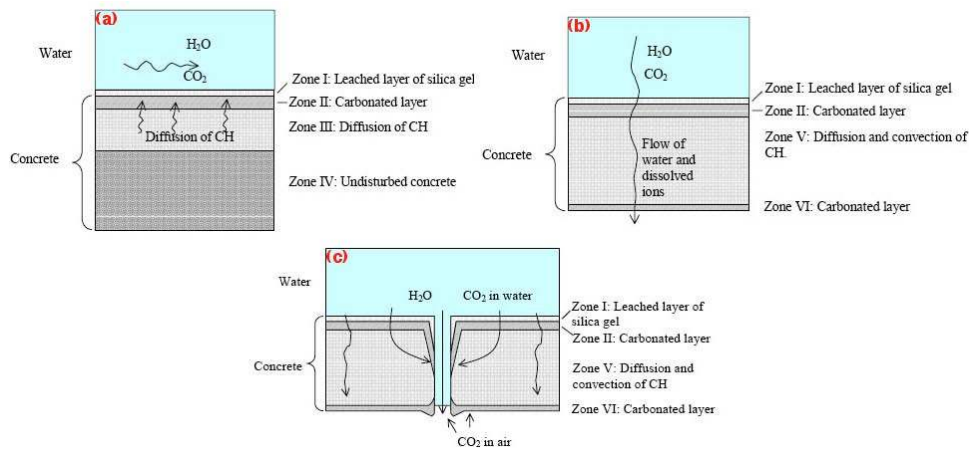 (a)
Water
H₂O
CO₂
Zone I: Leached layer of silica gel
Zone II: Carbonated layer
Diffusion of CH
Zone III: Diffusion of CH
Concrete
Zone IV: Undisturbed concrete
(b)
Water
H₂O
CO₂
Zone I: Leached layer of silica gel
Zone II: Carbonated layer
Zone V: Diffusion and convection of
CH.
Concrete
Flow of
water and
dissolved
ions
Zone VI: Carbonated layer
(c)
Water
H₂O
CO₂ in water
Zone I: Leached layer of
silica gel
Zone II: Carbonated layer
Concrete
Zone V: Diffusion and
convection of CH
Zone VI: Carbonated layer
CO₂ in air